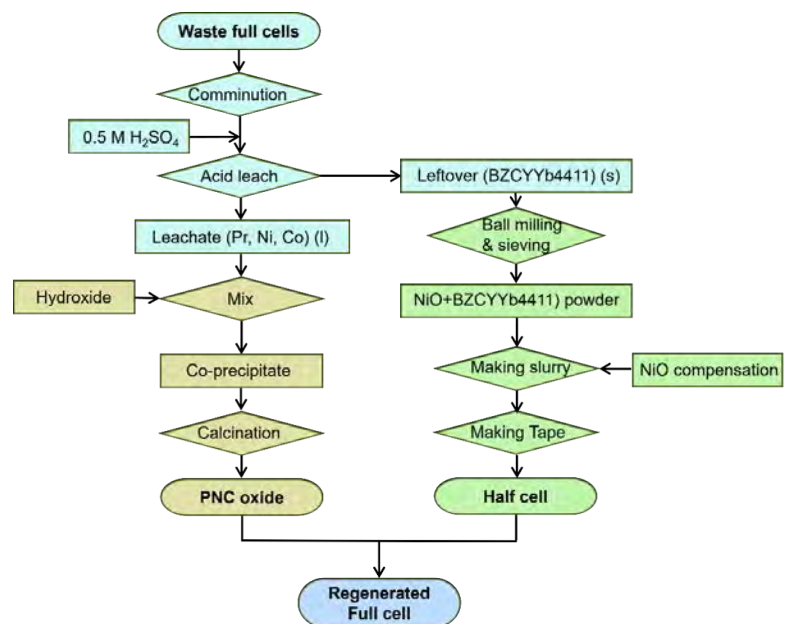 Waste full cells
Comminution
0.5 M H₂SO₄
Acid leach
Leftover (BZCYYb4411) (s)
Leachate (Pr, Ni, Co) (l)
Ball milling
& sieving
Hydroxide
Mix
NiO+BZCYYb4411) powder
Co-precipitate
Making slurry
NiO compensation
Calcination
Making Tape
PNC oxide
Half cell
Regenerated
Full cell